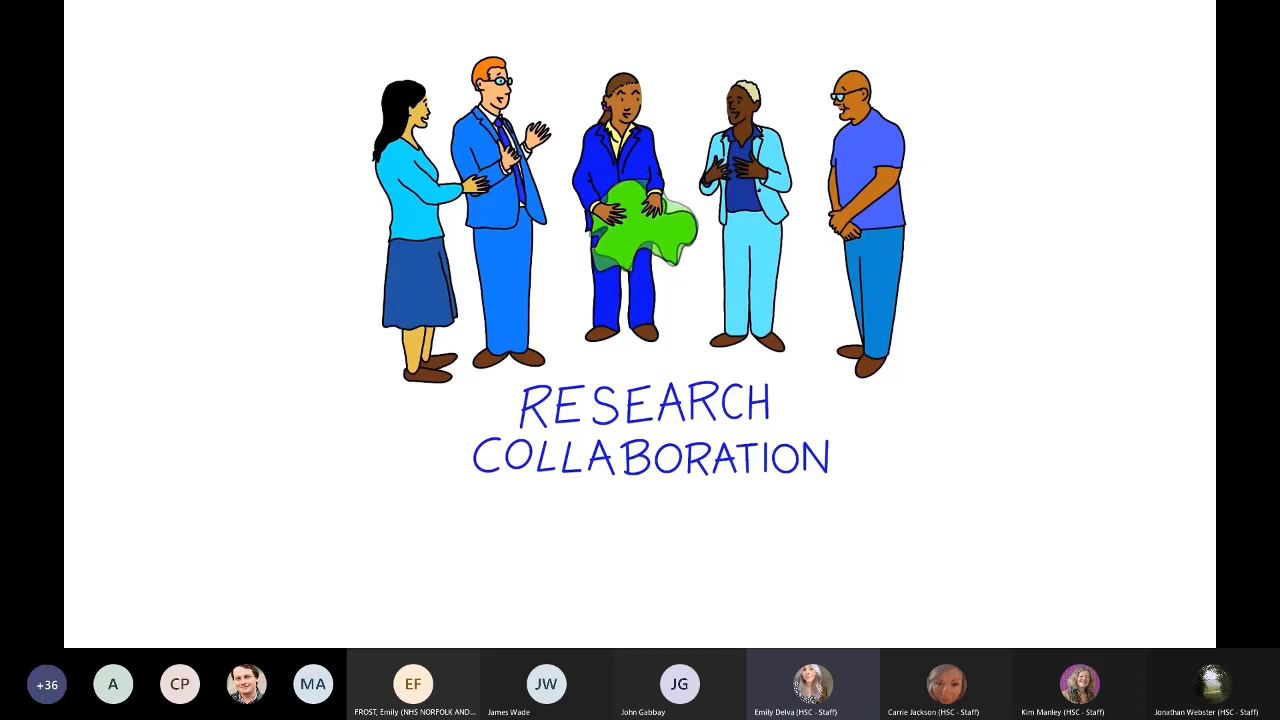 RESEARCH
COLLABORATION
+36
A
CP
MA
EF
JW
JG
FROST, Emily (NHS NORFOLK AND...
James Wade
John Gabbay
Emily Delva (HSC - Staff)
Carrie Jackson (HSC - Staff)
Kim Manley (HSC - Staff)
Jonathan Webster (HSC - Staff)